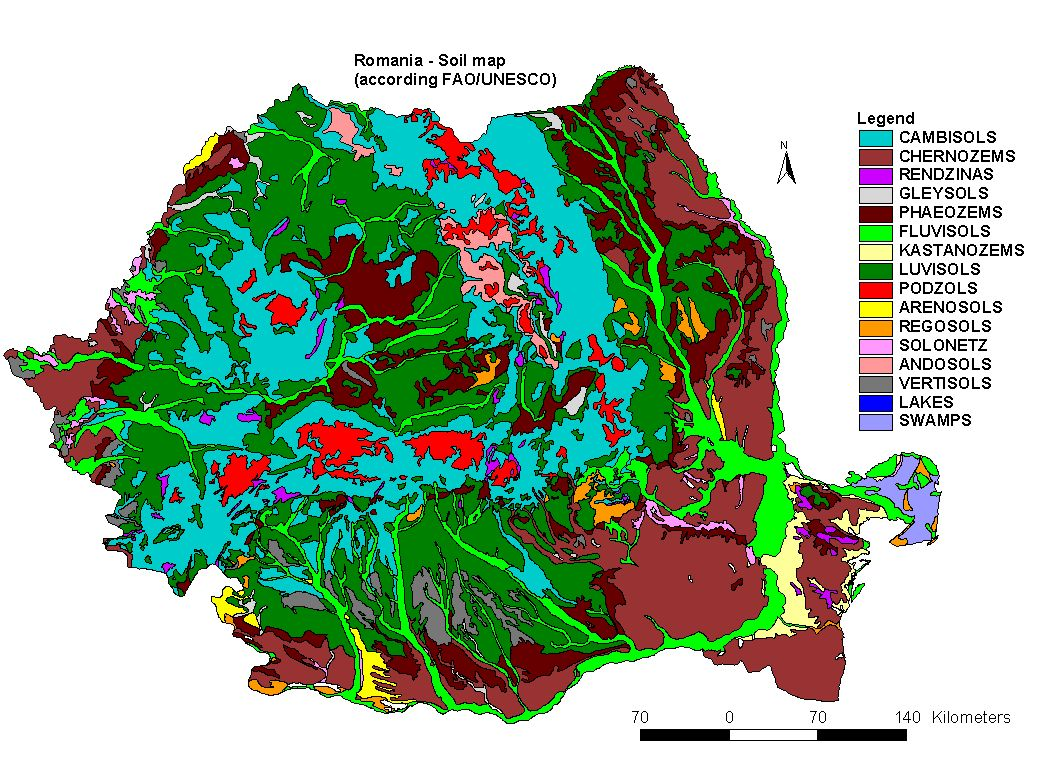 Romania - Soil map
(according FAO/UNESCO)
Legend
CAMBISOLS
CHERNOZEMS
RENDZINAS
GLEYSOLS
PHAEOZEMS
FLUVISOLS
KASTANOZEMS
LUVISOLS
PODZOLS
ARENOSOLS
REGOSOLS
SOLONETZ
ANDOSOLS
VERTISOLS
LAKES
SWAMPS
N
70 0 70 140 Kilometers